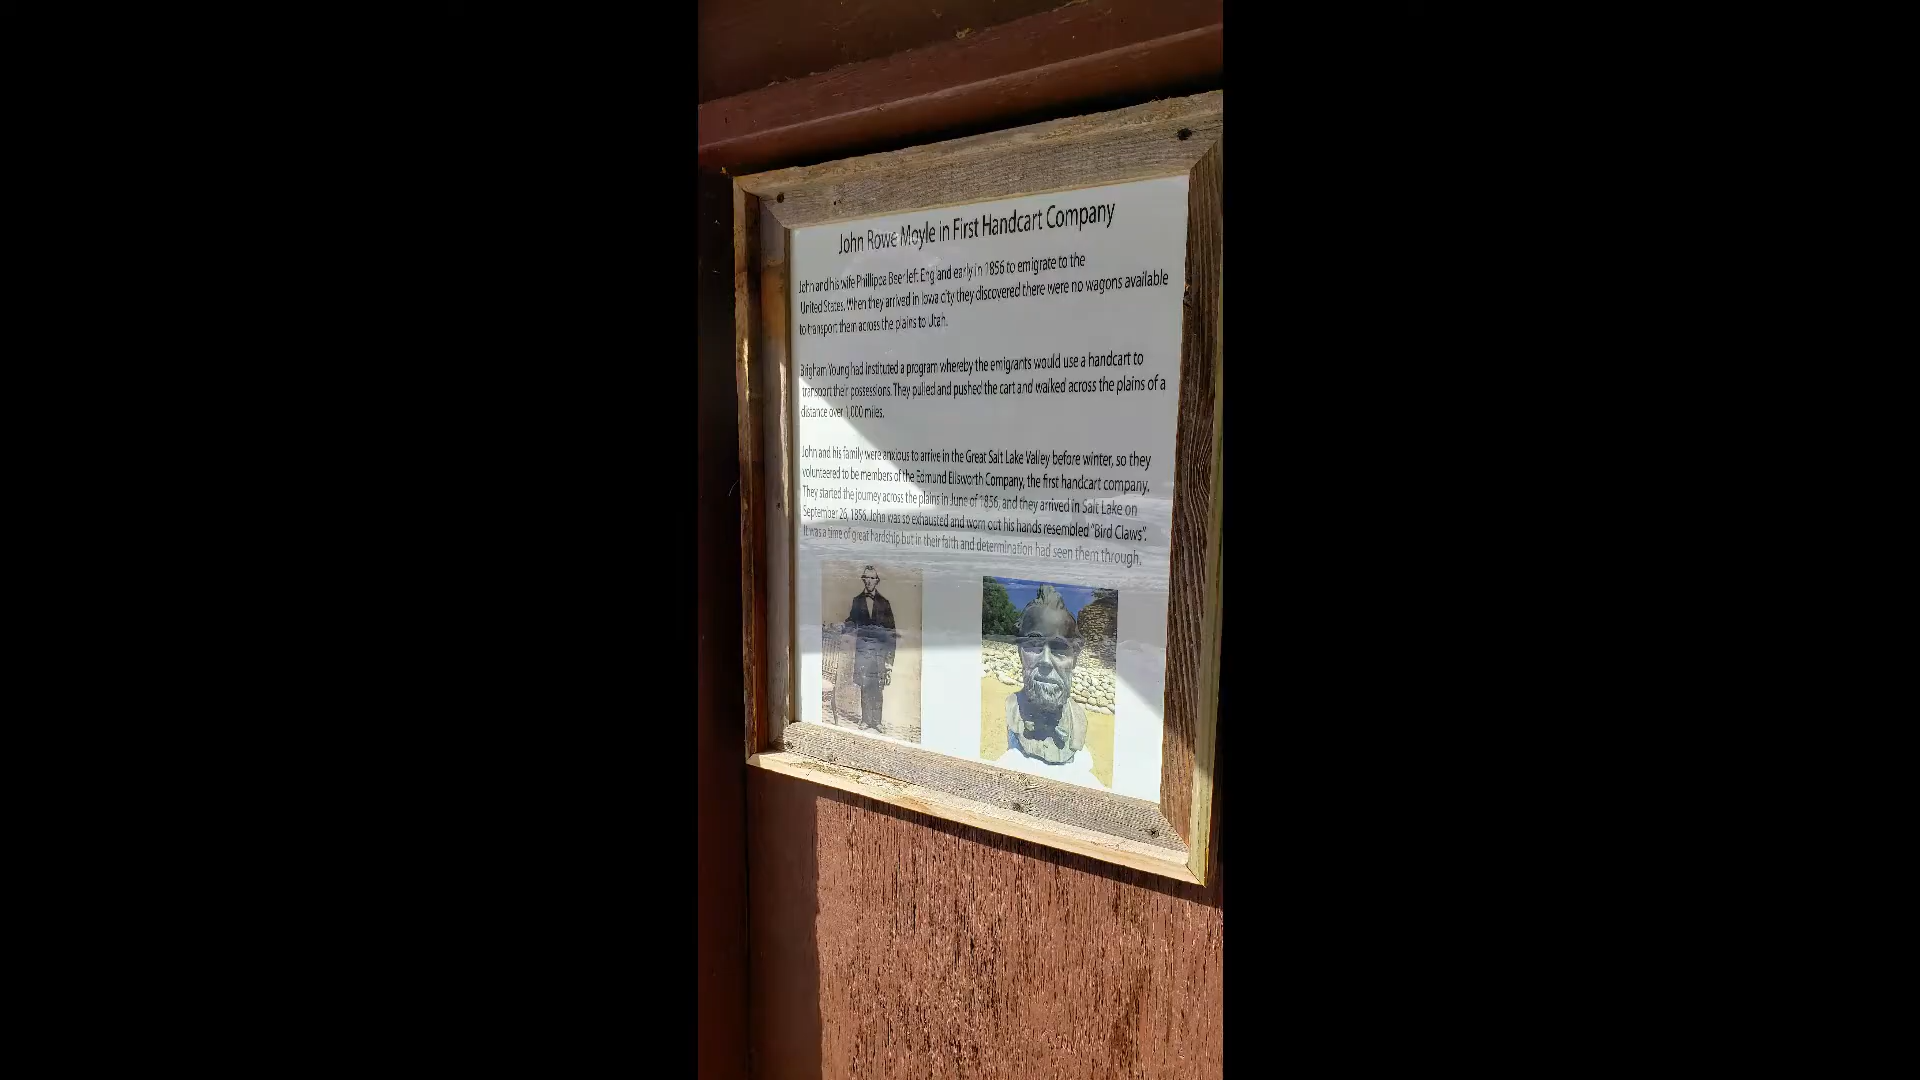 John Rowe Moyle in First Handcart Company
John and his wife Phillippa Beer left England early in 1856 to emigrate to the
United States. When they arrived in Iowa city they discovered there were no wagons available
to transport them across the plains to Utah.
Brigham Young had instituted a program whereby the emigrants would use a handcart to
transport their possessions. They pulled and pushed the cart and walked across the plains of a
distance over 1,000 miles.
John and his family were anxious to arrive in the Great Salt Lake Valley before winter, so they
volunteered to be members of the Edmund Ellsworth Company, the first handcart company.
They started the journey across the plains in June of 1856, and they arrived in Salt Lake on
September 26, 1856. John was so exhausted and worn out his hands resembled "Bird Claws".
It was a time of great hardship but in their faith and determination had seen them through.